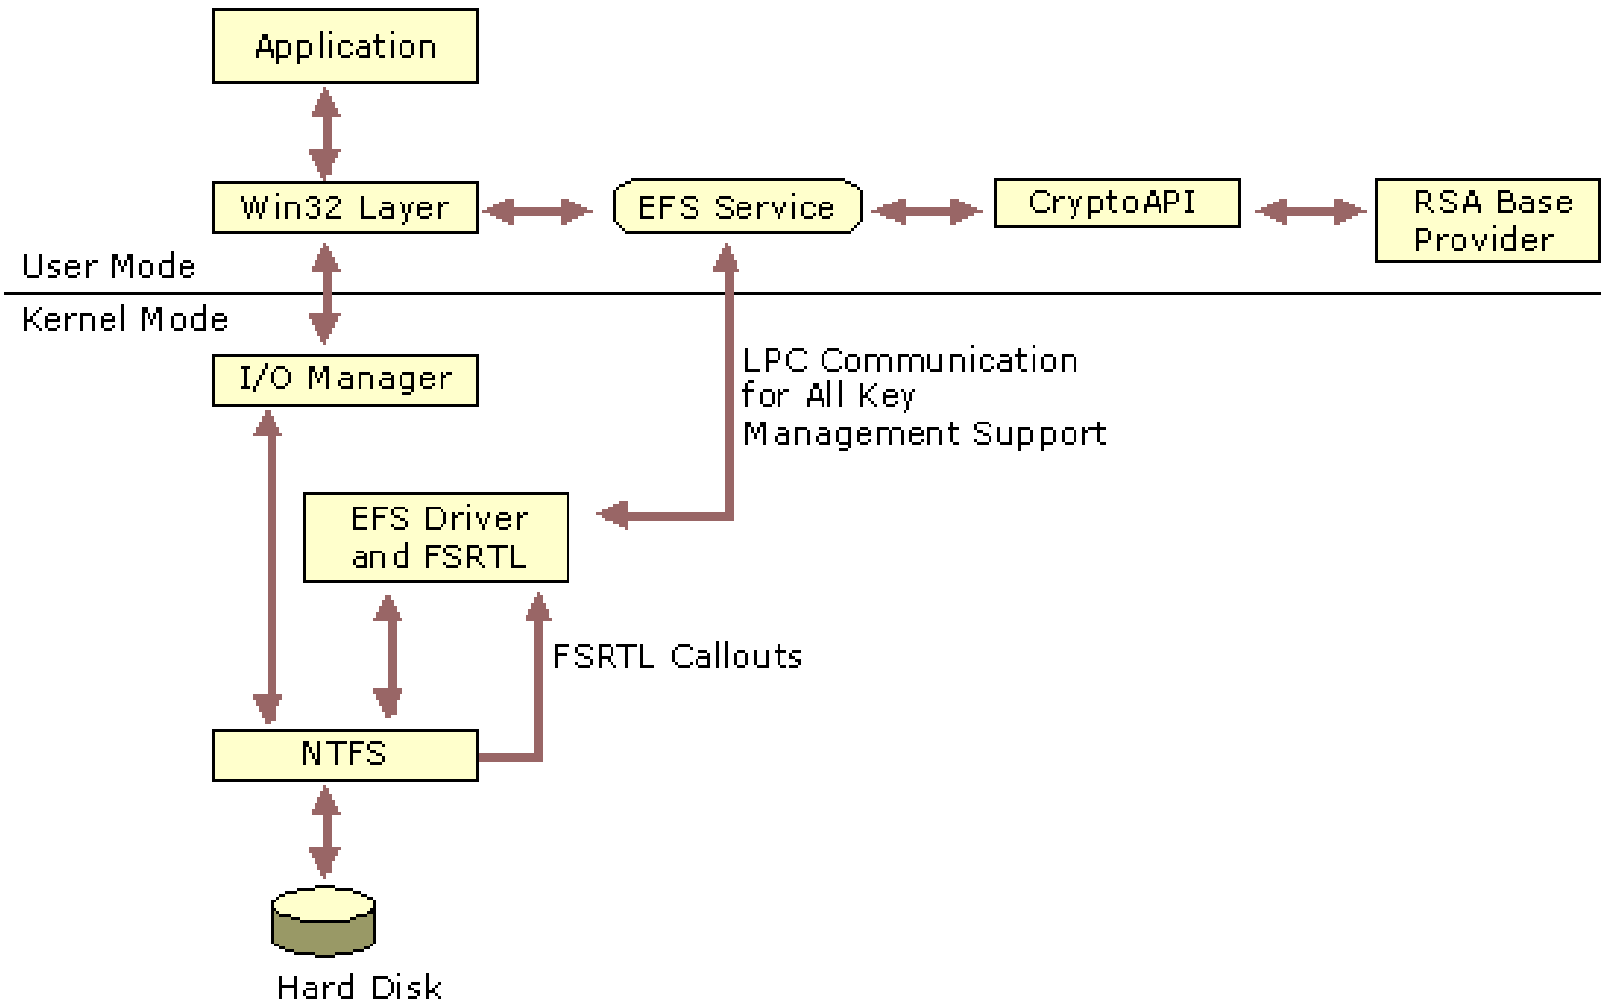 Application
Win32 Layer
EFS Service
CryptoAPI
RSA Base
Provider
User Mode
Kernel Mode
I/O Manager
LPC Communication
for All Key
Management Support
EFS Driver
and FSRTL
FSRTL Callouts
NTFS
Hard Disk